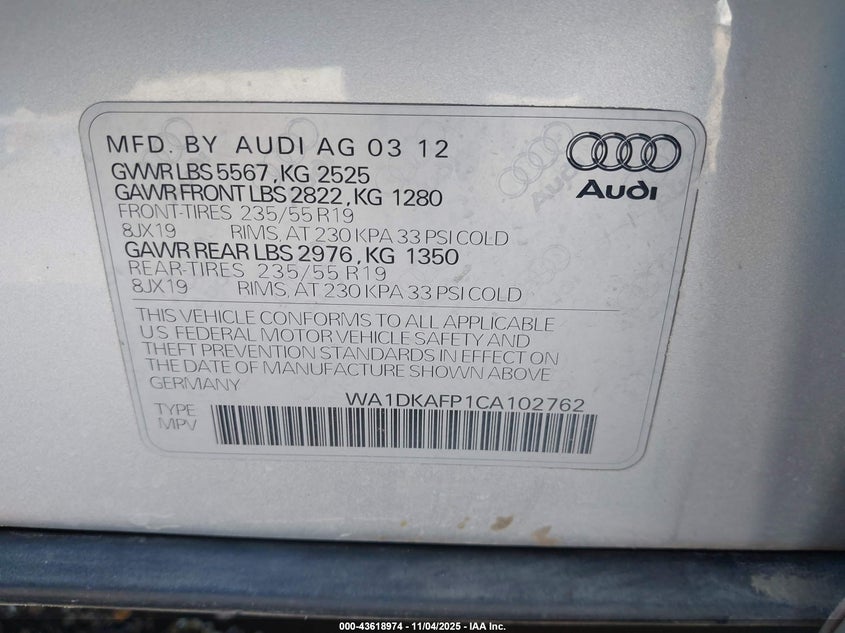 MFD. BY AUDI AG 03 12
GVWR LBS 5567, KG 2525
GAWR FRONT LBS 2822, KG 1280
FRONT-TIRES 235/55 R19
8JX19 RIMS, AT 230 KPA 33 PSI COLD
GAWR REAR LBS 2976, KG 1350
REAR-TIRES 235/55 R19
8JX19 RIMS, AT 230 KPA 33 PSI COLD
Audi
THIS VEHICLE CONFORMS TO ALL APPLICABLE
U.S. FEDERAL MOTOR VEHICLE SAFETY AND
THEFT PREVENTION STANDARDS IN EFFECT ON
THE DATE OF MANUFACTURE SHOWN ABOVE
GERMANY
WA1DKAFP1CA102762
TYPE
MPV
000-43618974 - 11/04/2025 - IAA Inc.